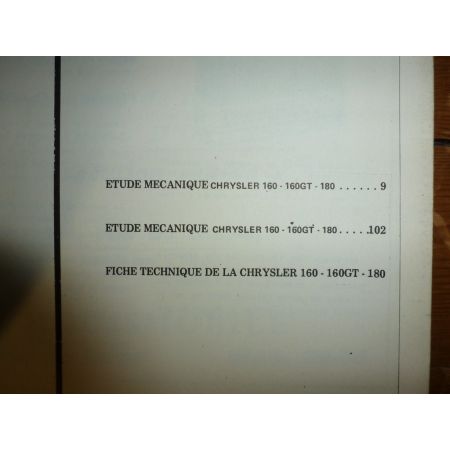 ETUDE MECANIQUE CHRYSLER 160 - 160GT - 180 ...... 9
ETUDE MECANIQUE CHRYSLER 160 - 160GT - 180 .....102
FICHE TECHNIQUE DE LA CHRYSLER 160 - 160GT - 180